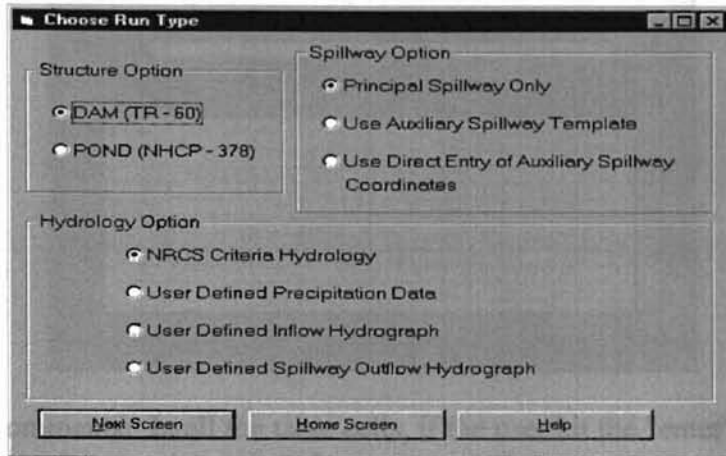 Choose Run Type
Structure Option
DAM (TR - 60)
POND (NHCP - 378)
Spillway Option
Principal Spillway Only
Use Auxiliary Spillway Template
Use Direct Entry of Auxiliary Spillway
Coordinates
Hydrology Option
NRCS Criteria Hydrology
User Defined Precipitation Data
User Defined Inflow Hydrograph
User Defined Spillway Outflow Hydrograph
Next Screen
Home Screen
Help